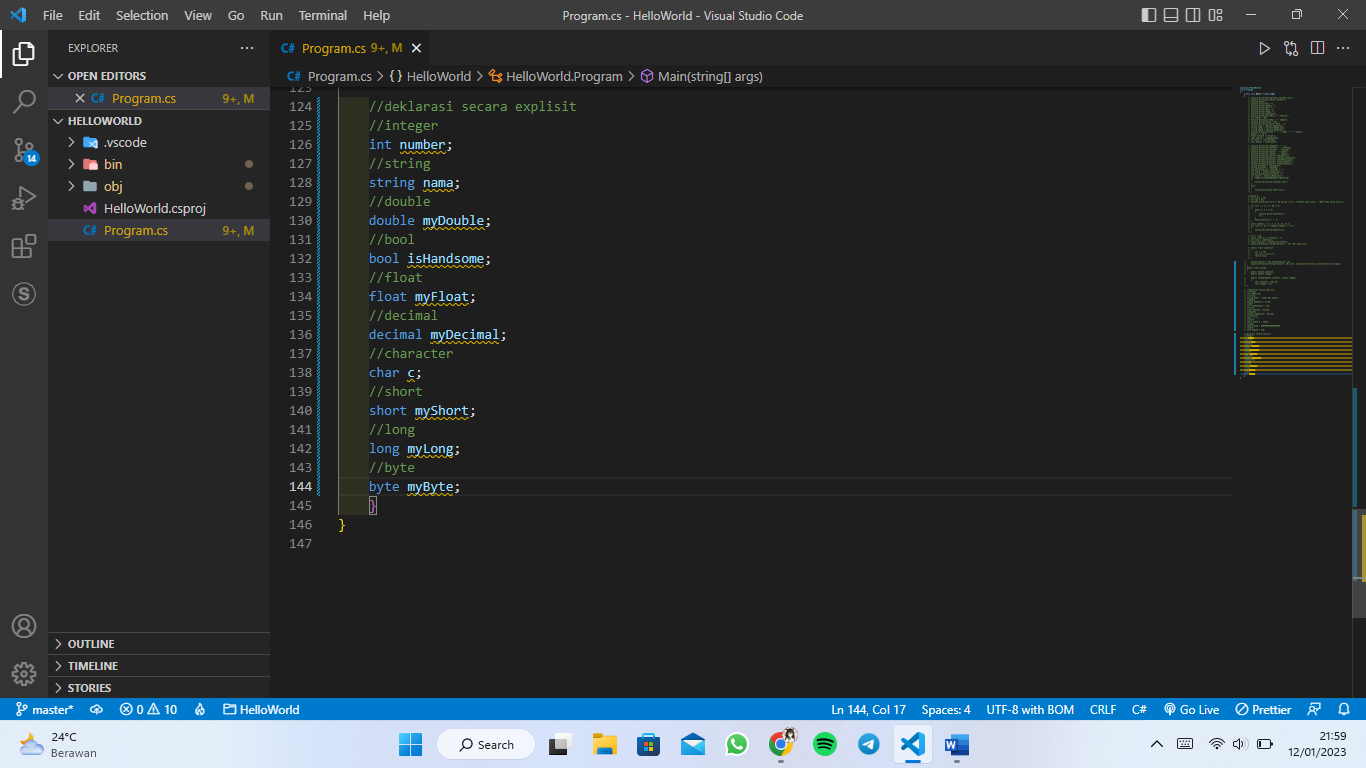 File Edit Selection View Go Run Terminal Help
Program.cs - HelloWorld - Visual Studio Code
EXPLORER
OPEN EDITORS
C# Program.cs 9+, M
HELLOWORLD
.vscode
bin
obj
HelloWorld.csproj
C# Program.cs 9+, M
14
OUTLINE
TIMELINE
STORIES
C# Program.cs 9+, M
C# Program.cs > {} HelloWorld > HelloWorld.Program > Main(string[] args)
123
124 //deklarasi secara explisit
125 //integer
126 int number;
127 //string
128 string nama;
129 //double
130 double myDouble;
131 //bool
132 bool isHandsome;
133 //float
134 float myFloat;
135 //decimal
136 decimal myDecimal;
137 //character
138 char c;
139 //short
140 short myShort;
141 //long
142 long myLong;
143 //byte
144 byte myByte;
145 }
146 }
147
master* 0 10 HelloWorld
Ln 144, Col 17 Spaces: 4 UTF-8 with BOM CRLF C# Go Live Prettier
24°C
Berawan
Search
21:59
12/01/2023